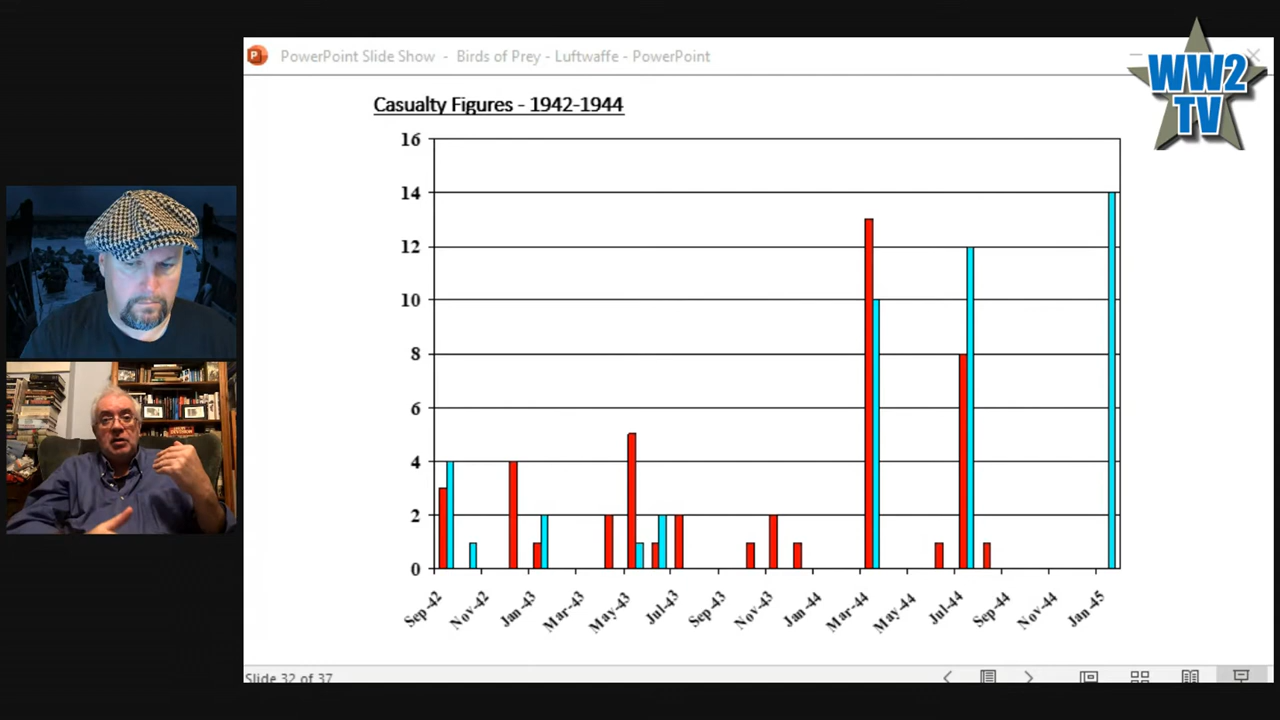 PowerPoint Slide Show - Birds of Prey - Luftwaffe - PowerPoint
WW2
TV
Casualty Figures - 1942-1944
16
14
12
10
8
6
4
2
0
Sep-42
Nov-42
Jan-43
Mar-43
May-43
Jul-43
Sep-43
Nov-43
Jan-44
Mar-44
May-44
Jul-44
Sep-44
Nov-44
Jan-45
Slide 32 of 37